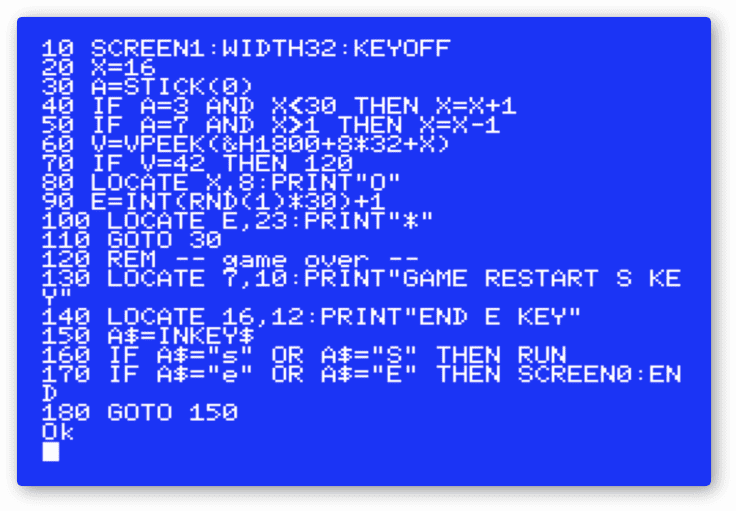 10 SCREEN1:WIDTH32:KEYOFF
20 X=16
30 A=STICK(0)
40 IF A=3 AND X<30 THEN X=X+1
50 IF A=7 AND X>1 THEN X=X-1
60 V=VPEEK(&H1800+8*32+X)
70 IF V=42 THEN 120
80 LOCATE X,8:PRINT"O"
90 E=INT(RND(1)*30)+1
100 LOCATE E,23:PRINT"*"
110 GOTO 30
120 REM -- game over --
130 LOCATE 7,10:PRINT"GAME RESTART S KE
Y"
140 LOCATE 16,12:PRINT"END E KEY"
150 A$=INKEY$
160 IF A$="s" OR A$="S" THEN RUN
170 IF A$="e" OR A$="E" THEN SCREEN0:EN
D
180 GOTO 150
Ok